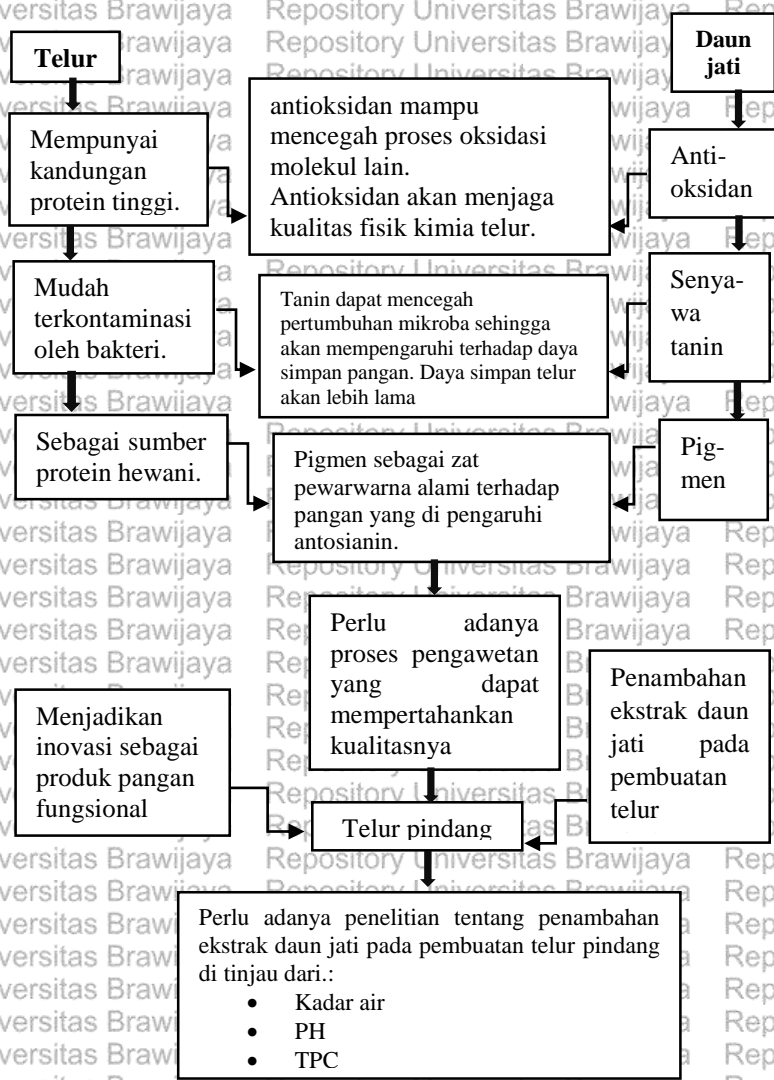 Telur
Daun
jati
Mempunyai
kandungan
protein tinggi.
antioksidan mampu
mencegah proses oksidasi
molekul lain.
Antioksidan akan menjaga
kualitas fisik kimia telur.
Anti-
oksidan
Mudah
terkontaminasi
oleh bakteri.
Tanin dapat mencegah
pertumbuhan mikroba sehingga
akan mempengaruhi terhadap daya
simpan pangan. Daya simpan telur
akan lebih lama
Senya-
wa
tanin
Sebagai sumber
protein hewani.
Pigmen sebagai zat
pewarwarna alami terhadap
pangan yang di pengaruhi
antosianin.
Pig-
men
Perlu adanya
proses pengawetan
yang dapat
mempertahankan
kualitasnya
Menjadikan
inovasi sebagai
produk pangan
fungsional
Penambahan
ekstrak daun
jati pada
pembuatan
telur
Telur pindang
Perlu adanya penelitian tentang penambahan
ekstrak daun jati pada pembuatan telur pindang
di tinjau dari.:
• Kadar air
• PH
• TPC
Repository Universitas Brawijaya